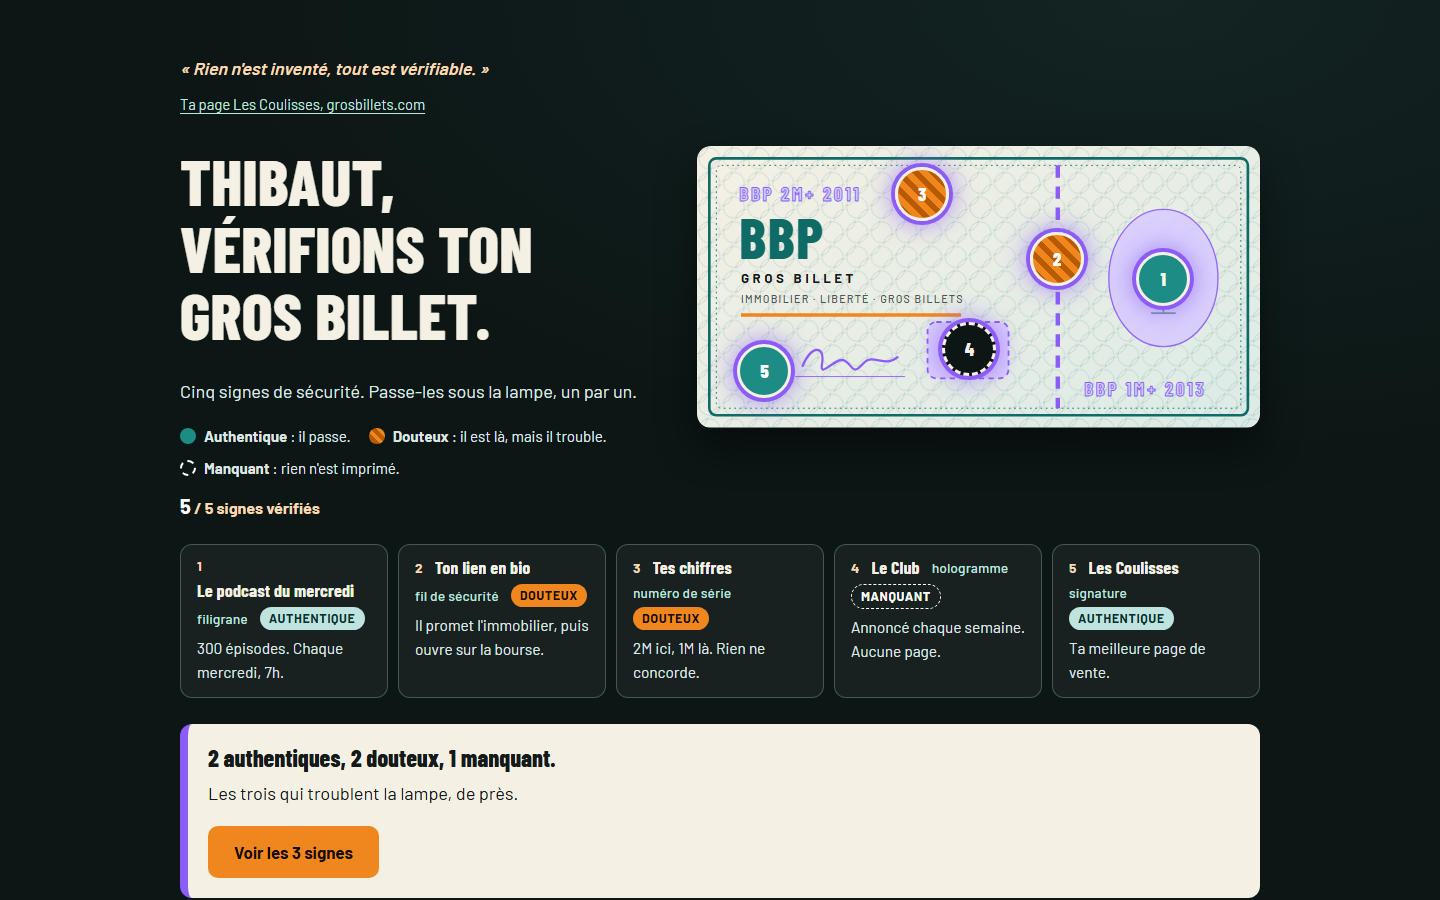 « Rien n'est inventé, tout est vérifiable. »
Ta page Les Coulisses, grosbillets.com
THIBAUT,
VÉRIFIONS TON
GROS BILLET.
Cinq signes de sécurité. Passe-les sous la lampe, un par un.
Authentique : il passe.
Douteux : il est là, mais il trouble.
Manquant : rien n'est imprimé.
5 / 5 signes vérifiés
BBP 2M+ 2011
3
BBP
GROS BILLET
IMMOBILIER · LIBERTÉ · GROS BILLETS
2
1
4
5
BBP 1M+ 2013
1
Le podcast du mercredi
filigrane AUTHENTIQUE
300 épisodes. Chaque
mercredi, 7h.
2 Ton lien en bio
fil de sécurité DOUTEUX
Il promet l'immobilier, puis
ouvre sur la bourse.
3 Tes chiffres
numéro de série
DOUTEUX
2M ici, 1M là. Rien ne
concorde.
4 Le Club hologramme
MANQUANT
Annoncé chaque semaine.
Aucune page.
5 Les Coulisses
signature
AUTHENTIQUE
Ta meilleure page de
vente.
2 authentiques, 2 douteux, 1 manquant.
Les trois qui troublent la lampe, de près.
Voir les 3 signes